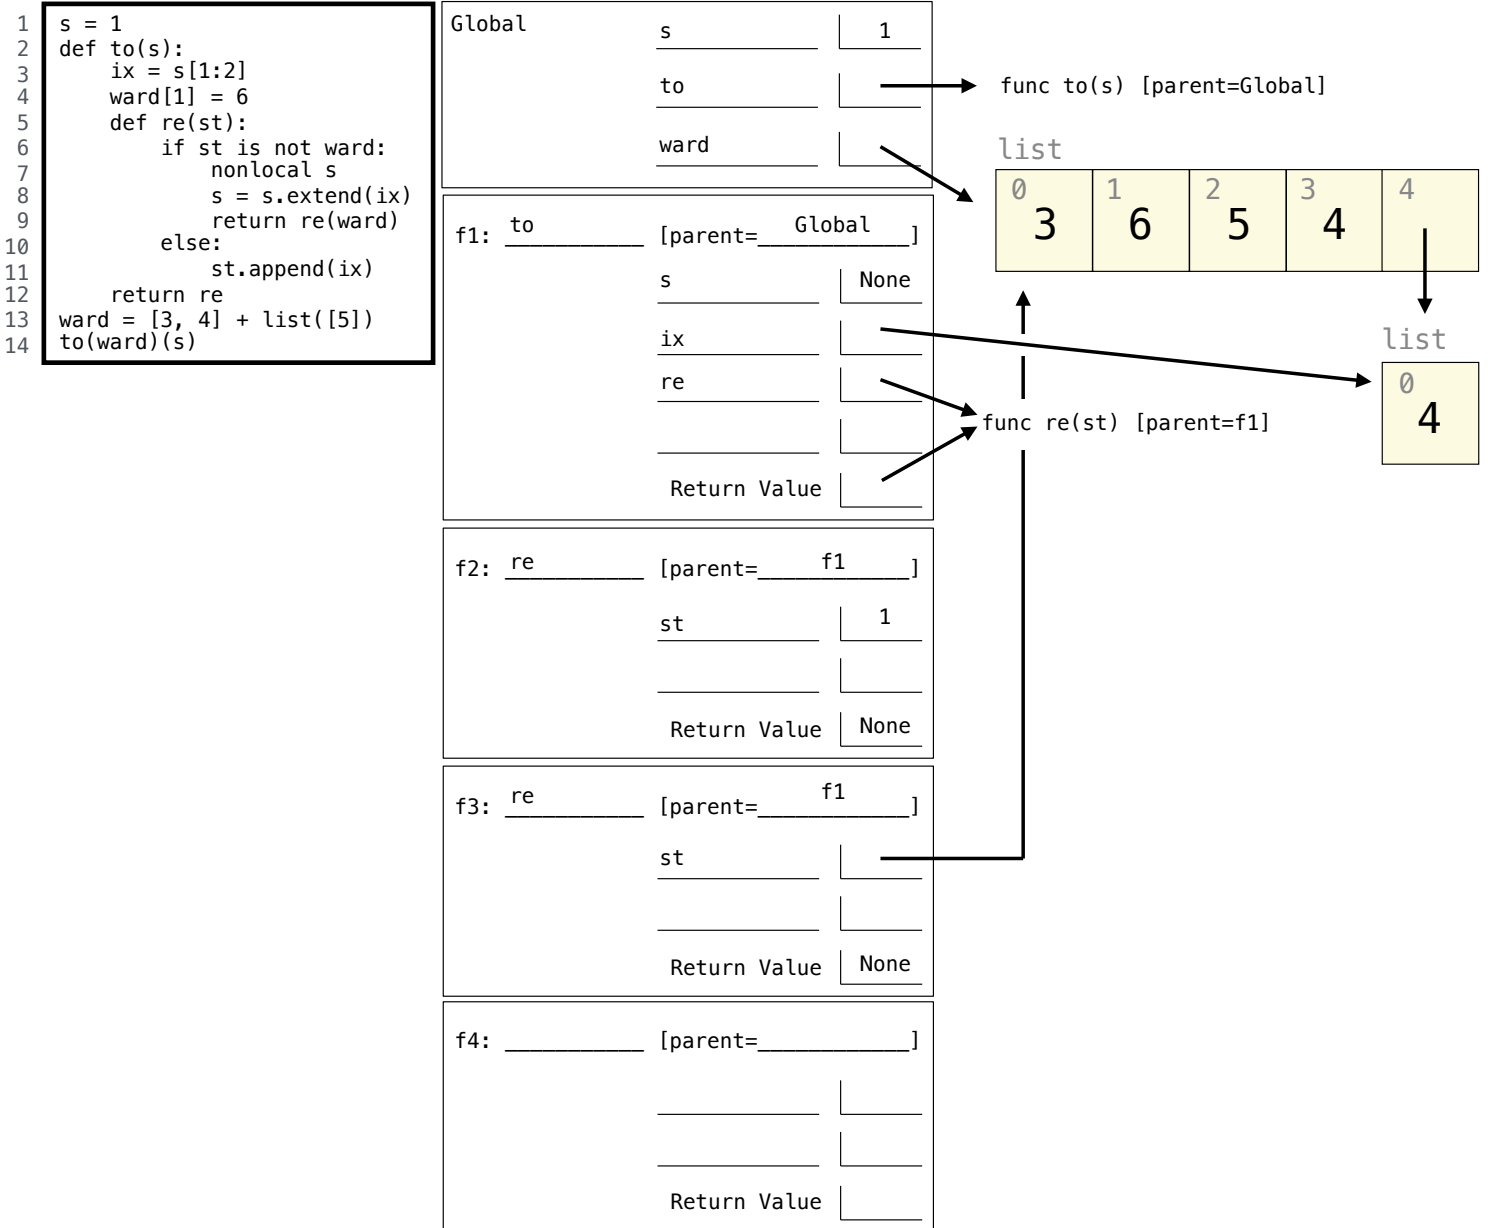 1 s = 1
2 def to(s):
3     ix = s[1:2]
4     ward[1] = 6
5     def re(st):
6         if st is not ward:
7             nonlocal s
8             s = s.extend(ix)
9             return re(ward)
10         else:
11             st.append(ix)
12     return re
13 ward = [3, 4] + list([5])
14 to(ward)(s)
Global
s 1
to
func to(s) [parent=Global]
ward
list
0 1 2 3 4
3 6 5 4
f1: to [parent=Global]
s None
ix
list
0
4
re
func re(st) [parent=f1]
Return Value
f2: re [parent=f1]
st 1
Return Value None
f3: re [parent=f1]
st
Return Value None
f4: ___________ [parent=____________]
Return Value